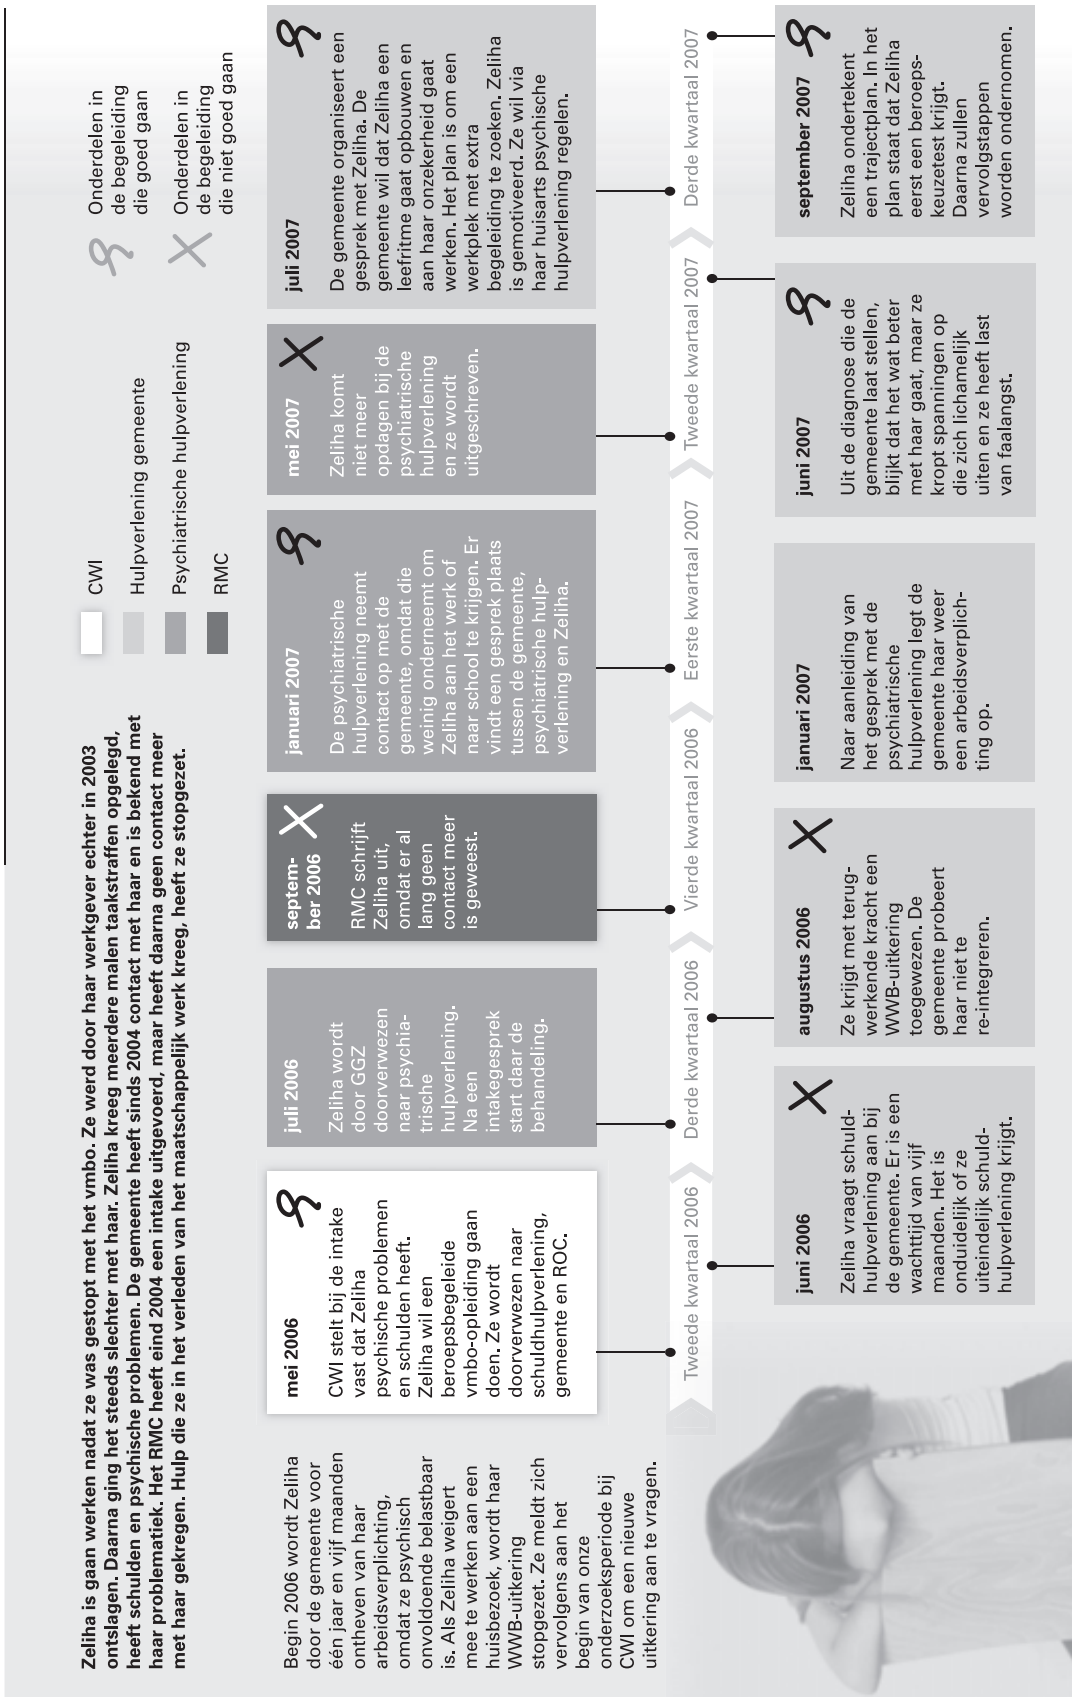 Zeliha is gaan werken nadat ze was gestopt met het vmbo. Ze werd door haar werkgever echter in 2003
ontslagen. Daarna ging het steeds slechter met haar. Zeliha kreeg meerdere malen taakstraffen opgelegd,
heeft schulden en psychische problemen. De gemeente heeft sinds 2004 contact met haar en is bekend met
haar problematiek. Het RMC heeft eind 2004 een intake uitgevoerd, maar heeft daarna geen contact meer
met haar gekregen. Hulp die ze in het verleden van het maatschappelijk werk kreeg, heeft ze stopgezet.
CWI
Hulpverlening gemeente
Psychiatrische hulpverlening
RMC
Onderdelen in
de begeleiding
die goed gaan
Onderdelen in
de begeleiding
die niet goed gaan
Begin 2006 wordt Zeliha
door de gemeente voor
één jaar en vijf maanden
ontheven van haar
arbeidsverplichting,
omdat ze psychisch
onvoldoende belastbaar
is. Als Zeliha weigert
mee te werken aan een
huisbezoek, wordt haar
WWB-uitkering
stopgezet. Ze meldt zich
vervolgens aan het
begin van onze
onderzoeksperiode bij
CWI om een nieuwe
uitkering aan te vragen.
mei 2006
CWI stelt bij de intake
vast dat Zeliha
psychische problemen
en schulden heeft.
Zeliha wil een
beroepsbegeleide
vmbo-opleiding gaan
doen. Ze wordt
doorverwezen naar
schuldhulpverlening,
gemeente en ROC.
juli 2006
Zeliha wordt
door GGZ
doorverwezen
naar psychia-
trische
hulpverlening.
Na een
intakegesprek
start daar de
behandeling.
septem-
ber 2006
RMC schrijft
Zeliha uit,
omdat er al
lang geen
contact meer
is geweest.
januari 2007
De psychiatrische
hulpverlening neemt
contact op met de
gemeente, omdat die
weinig onderneemt om
Zeliha aan het werk of
naar school te krijgen. Er
vindt een gesprek plaats
tussen de gemeente,
psychiatrische hulp-
verlening en Zeliha.
mei 2007
Zeliha komt
niet meer
opdagen bij de
psychiatrische
hulpverlening
en ze wordt
uitgeschreven.
juli 2007
De gemeente organiseert een
gesprek met Zeliha. De
gemeente wil dat Zeliha een
leefritme gaat opbouwen en
aan haar onzekerheid gaat
werken. Het plan is om een
werkplek met extra
begeleiding te zoeken. Zeliha
is gemotiveerd. Ze wil via
haar huisarts psychische
hulpverlening regelen.
Tweede kwartaal 2006
Derde kwartaal 2006
Vierde kwartaal 2006
Eerste kwartaal 2007
Tweede kwartaal 2007
Derde kwartaal 2007
juni 2006
Zeliha vraagt schuld-
hulpverlening aan bij
de gemeente. Er is een
wachttijd van vijf
maanden. Het is
onduidelijk of ze
uiteindelijk schuld-
hulpverlening krijgt.
augustus 2006
Ze krijgt met terug-
werkende kracht een
WWB-uitkering
toegewezen. De
gemeente probeert
haar niet te
re-integreren.
januari 2007
Naar aanleiding van
het gesprek met de
psychiatrische
hulpverlening legt de
gemeente haar weer
een arbeidsverplich-
ting op.
juni 2007
Uit de diagnose die de
gemeente laat stellen,
blijkt dat het wat beter
met haar gaat, maar ze
kropt spanningen op
die zich lichamelijk
uiten en ze heeft last
van faalangst.
september 2007
Zeliha ondertekent
een trajectplan. In het
plan staat dat Zeliha
eerst een beroeps-
keuzetest krijgt.
Daarna zullen
vervolgstappen
worden ondernomen.